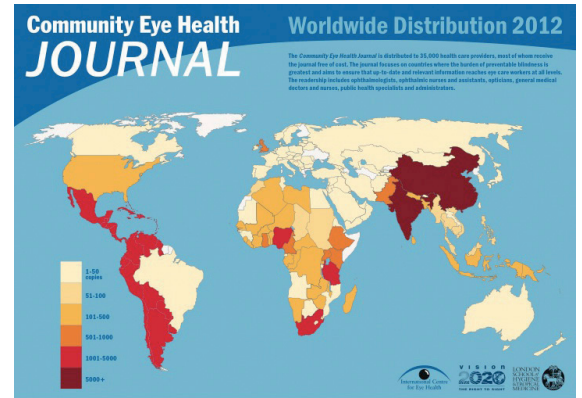 Community Eye Health
JOURNAL
Worldwide Distribution 2012
The Community Eye Health Journal is distributed to 35,000 health care providers, most of whom receive
the journal free of cost. The journal focuses on countries where the burden of preventable blindness is
greatest and aims to ensure that up-to-date and relevant information reaches eye care workers at all levels.
The readership includes ophthalmologists, ophthalmic nurses and assistants, opticians, general medical
doctors and nurses, public health specialists and administrators.
1-50
copies
51-100
101-500
501-1000
1001-5000
5000+
International Centre
for Eye Health
VISION
2020
THE RIGHT TO SIGHT
LONDON
SCHOOL of
HYGIENE
& TROPICAL
MEDICINE